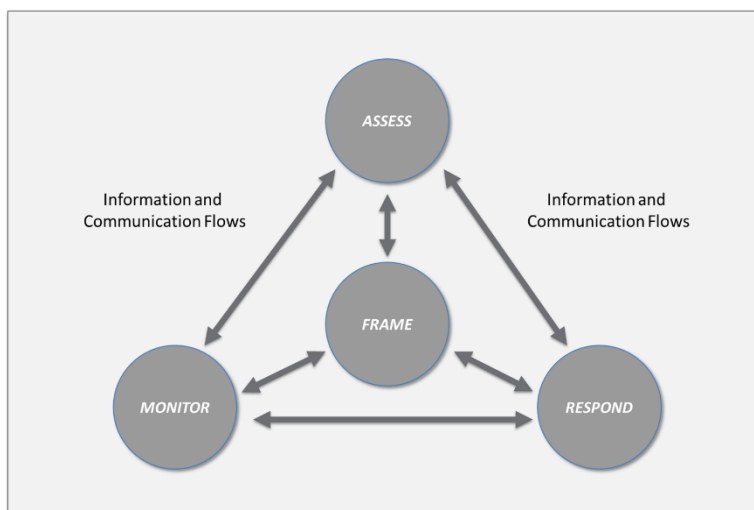 ASSESS
Information and
Communication Flows
Information and
Communication Flows
FRAME
MONITOR
RESPOND